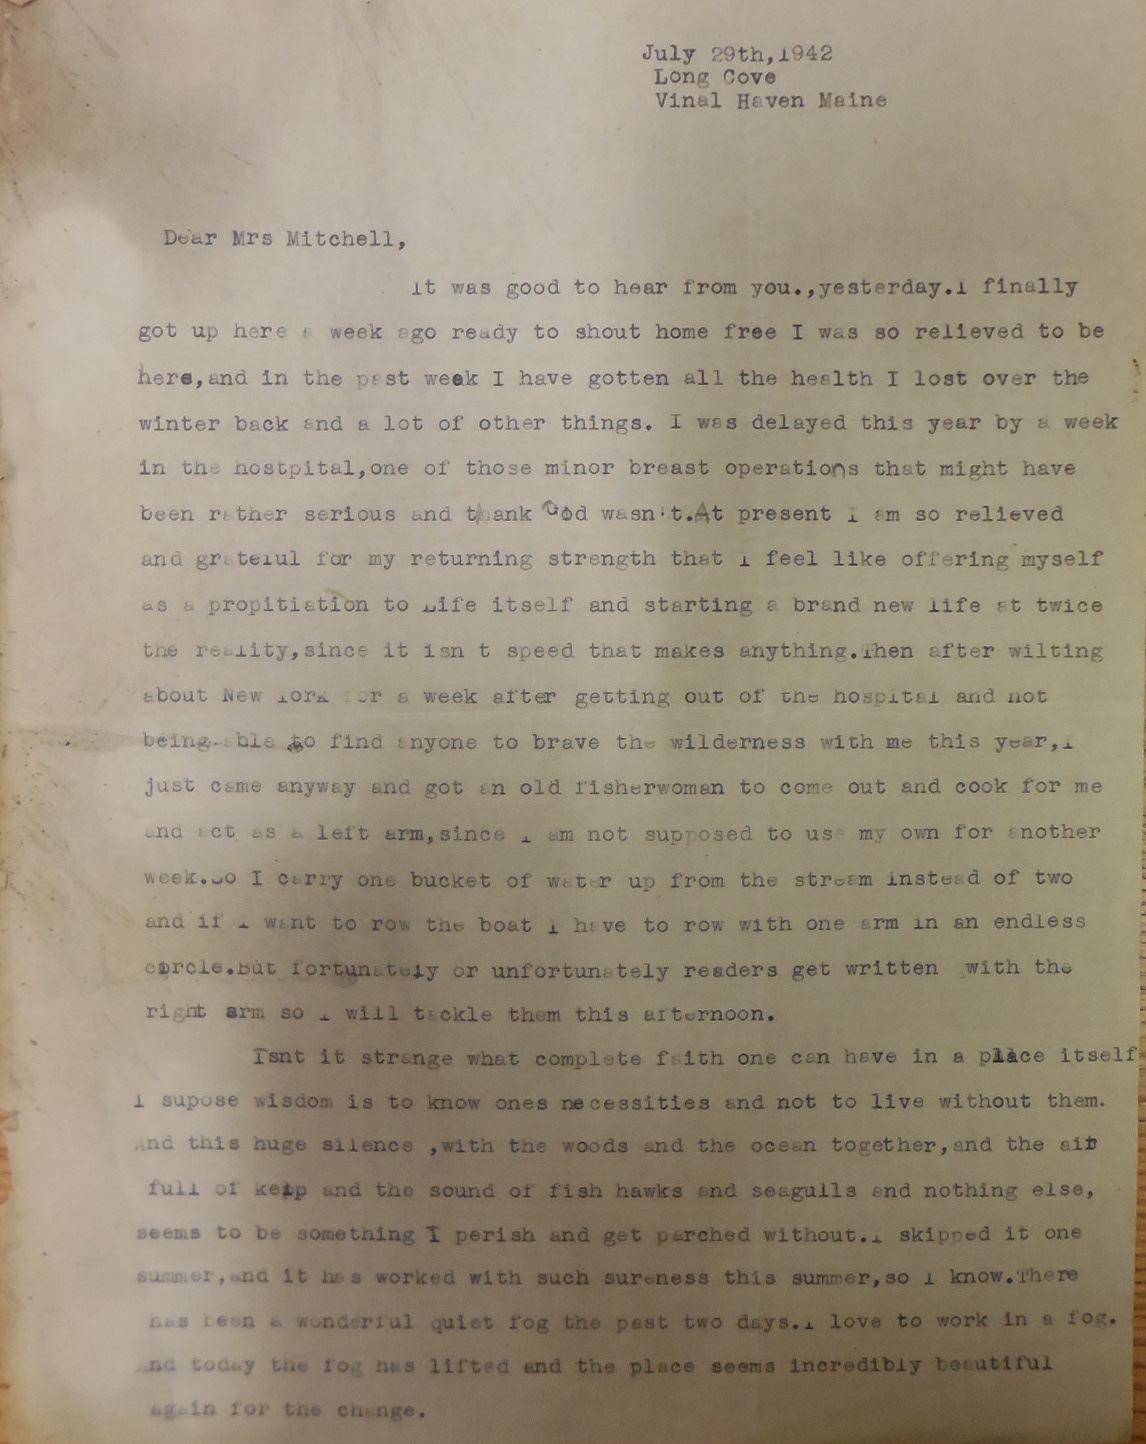 July 29th,1942
Long Cove
Vinal Haven Maine
Dear Mrs Mitchell,
It was good to hear from you.,yesterday.I finally
got up here a week ago ready to shout home free I was so relieved to be
here,and in the past week I have gotten all the health I lost over the
winter back and a lot of other things. I was delayed this year by a week
in the hostpital,one of those minor breast operations that might have
been rather serious and thank God wasn't.At present I am so relieved
and grateful for my returning strength that I feel like offering myself
as a propitiation to Life itself and starting a brand new life at twice
the reality,since it isn t speed that makes anything.Then after wilting
about New York for a week after getting out of the hospital and not
being able to find anyone to brave the wilderness with me this year,I
just came anyway and got an old fisherwoman to come out and cook for me
and act as a left arm,since I am not supposed to use my own for another
week.So I carry one bucket of water up from the stream instead of two
and if I want to row the boat I have to row with one arm in an endless
circle.But fortunately or unfortunately readers get written with the
right arm so I will tackle them this afternoon.
Isnt it strange what complete faith one can have in a place itself
I supose wisdom is to know ones necessities and not to live without them.
And this huge silence ,with the woods and the ocean together,and the air
full of kelp and the sound of fish hawks and seagulls and nothing else,
seems to be something I perish and get parched without.I skipped it one
summer,and it has worked with such sureness this summer,so I know.There
has been a wonderful quiet fog the past two days.I love to work in a fog.
And today the fog has lifted and the place seems incredibly beautiful
again for the change.